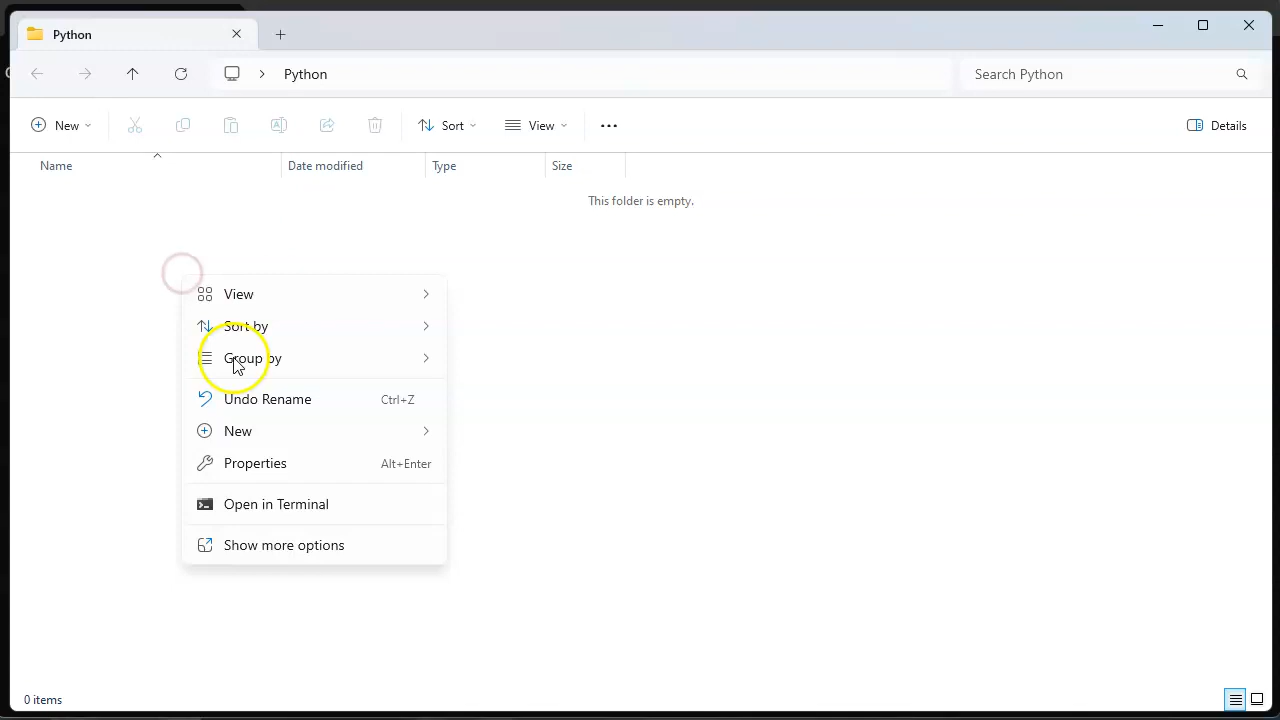 Python
Python
Search Python
New
Sort
View
Details
Name
Date modified
Type
Size
This folder is empty.
View
Sort by
Group by
Undo Rename Ctrl+Z
New
Properties Alt+Enter
Open in Terminal
Show more options
0 items